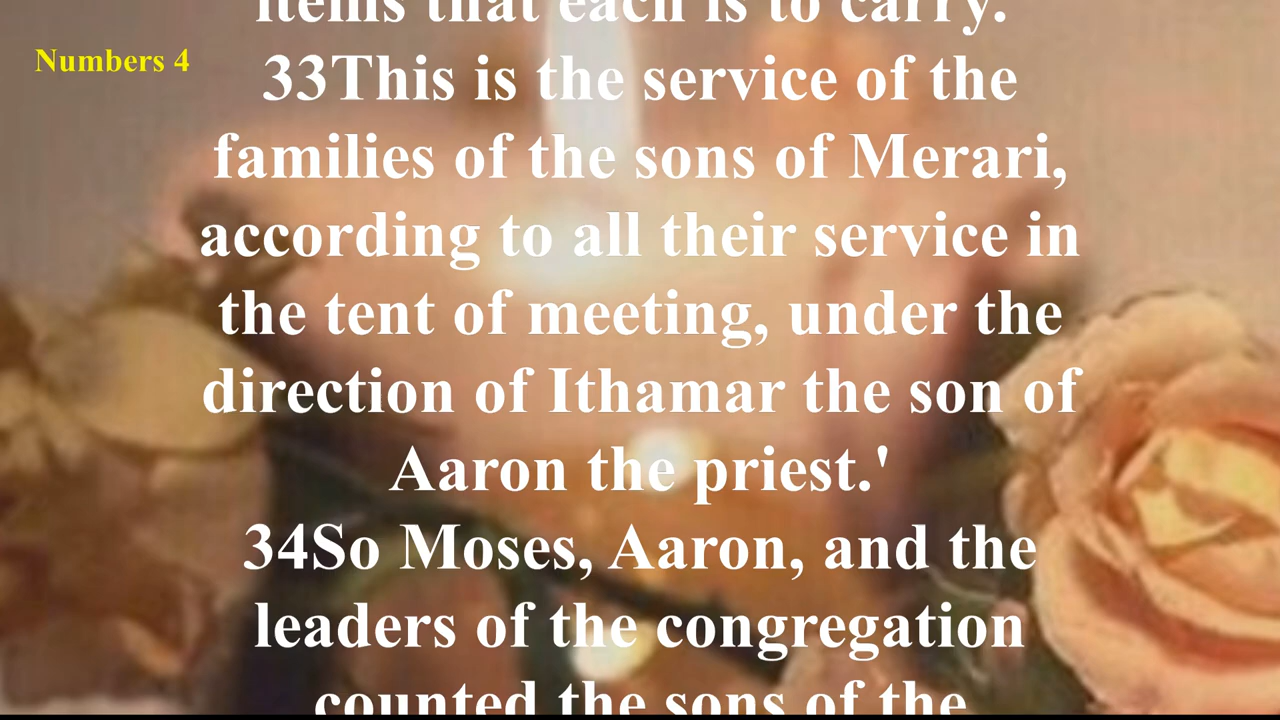 items that each is to carry.
Numbers 4
33This is the service of the
families of the sons of Merari,
according to all their service in
the tent of meeting, under the
direction of Ithamar the son of
Aaron the priest.'
34So Moses, Aaron, and the
leaders of the congregation
counted the sons of the